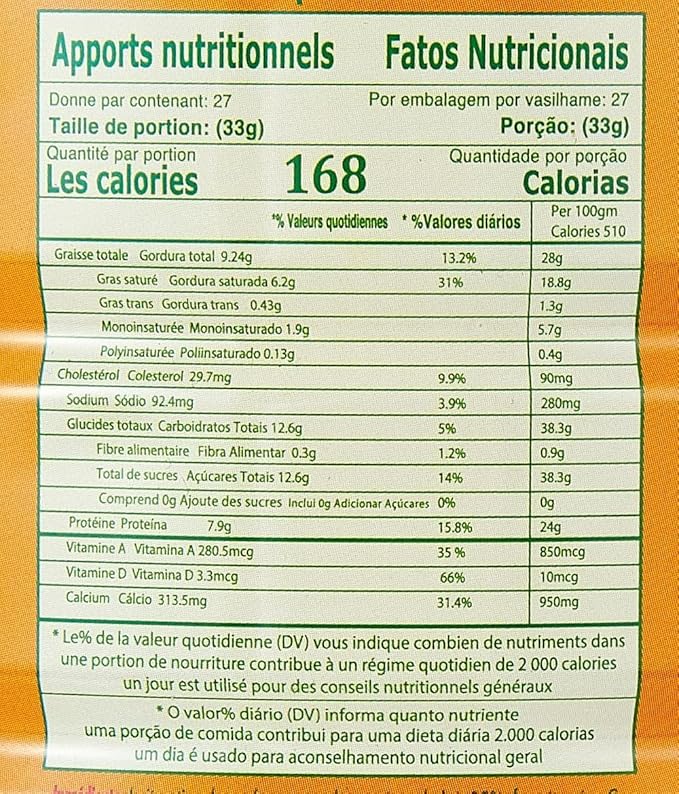 Apports nutritionnels Fatos Nutricionais
Donne par contenant: 27 Por embalagem por vasilhame: 27
Taille de portion: (33g) Porção: (33g)
Quantité par portion Quantidade por porção
Les calories 168 Calorias
*% Valeurs quotidiennes * %Valores diários Per 100gm
Calories 510
Graisse totale Gordura total 9.24g 13.2% 28g
Gras saturé Gordura saturada 6.2g 31% 18.8g
Gras trans Gordura trans 0.43g 1.3g
Monoinsaturée Monoinsaturado 1.9g 5.7g
Polyinsaturée Poliinsaturado 0.13g 0.4g
Cholestérol Colesterol 29.7mg 9.9% 90mg
Sodium Sódio 92.4mg 3.9% 280mg
Glucides totaux Carboidratos Totais 12.6g 5% 38.3g
Fibre alimentaire Fibra Alimentar 0.3g 1.2% 0.9g
Total de sucres Açúcares Totais 12.6g 14% 38.3g
Comprend 0g Ajoute des sucres Inclui 0g Adicionar Açúcares 0% 0g
Protéine Proteína 7.9g 15.8% 24g
Vitamine A Vitamina A 280.5mcg 35 % 850mcg
Vitamine D Vitamina D 3.3mcg 66% 10mcg
Calcium Cálcio 313.5mg 31.4% 950mg
* Le% de la valeur quotidienne (DV) vous indique combien de nutriments dans
une portion de nourriture contribue à un régime quotidien de 2 000 calories
un jour est utilisé pour des conseils nutritionnels généraux
* O valor% diário (DV) informa quanto nutriente
uma porção de comida contribui para uma dieta diária 2.000 calorias
um dia é usado para aconselhamento nutricional geral